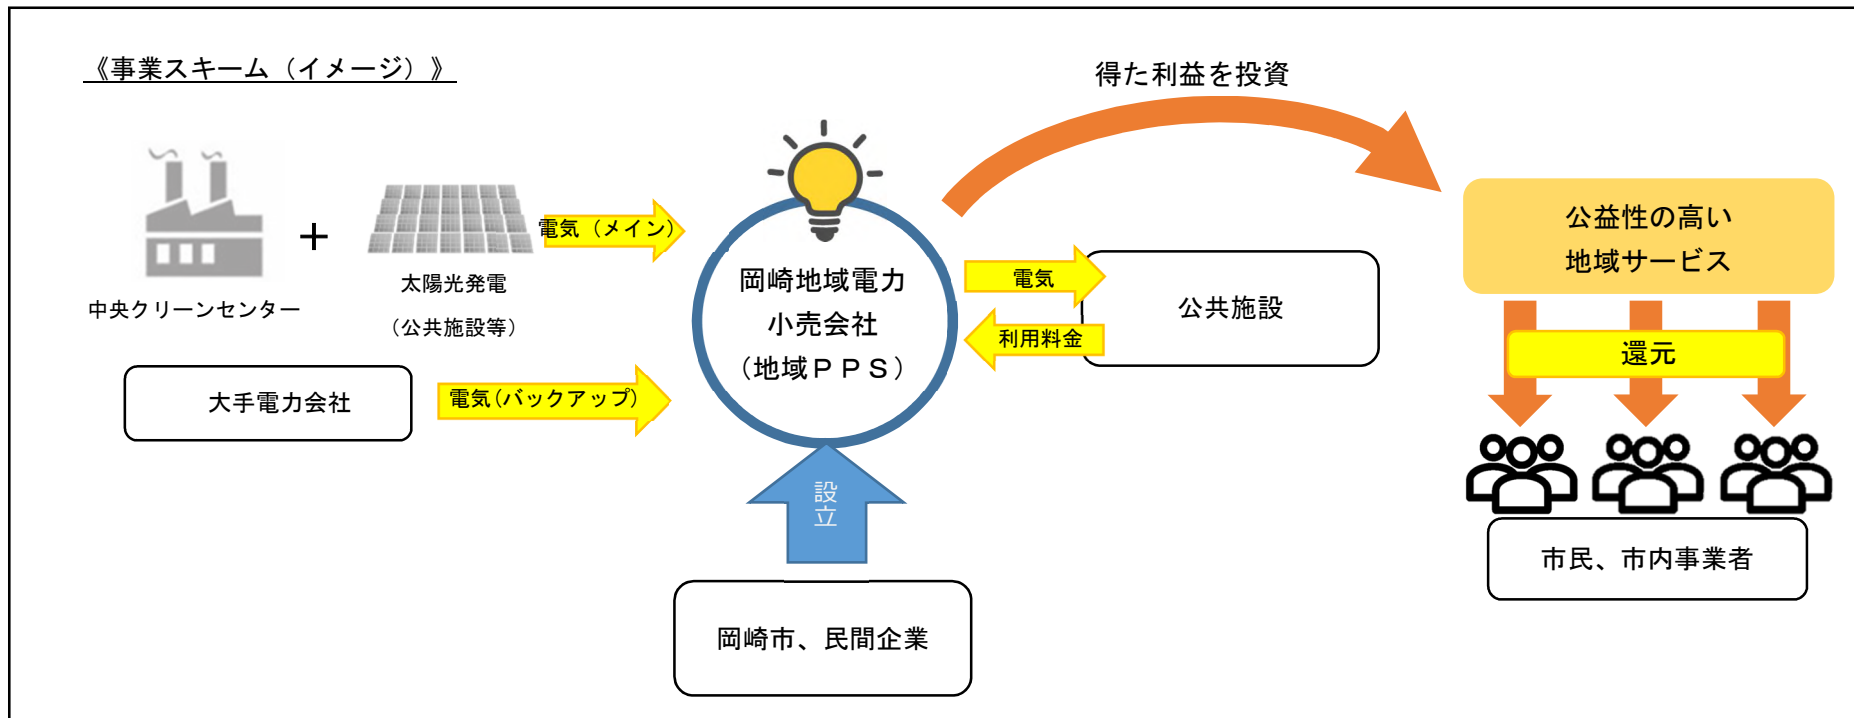 《事業スキーム（イメージ）》
得た利益を投資
中央クリーンセンター
＋
太陽光発電
（公共施設等）
電気（メイン）
大手電力会社
電気（バックアップ）
岡崎地域電力
小売会社
（地域ＰＰＳ）
設立
岡崎市、民間企業
電気
利用料金
公共施設
公益性の高い
地域サービス
還元
市民、市内事業者